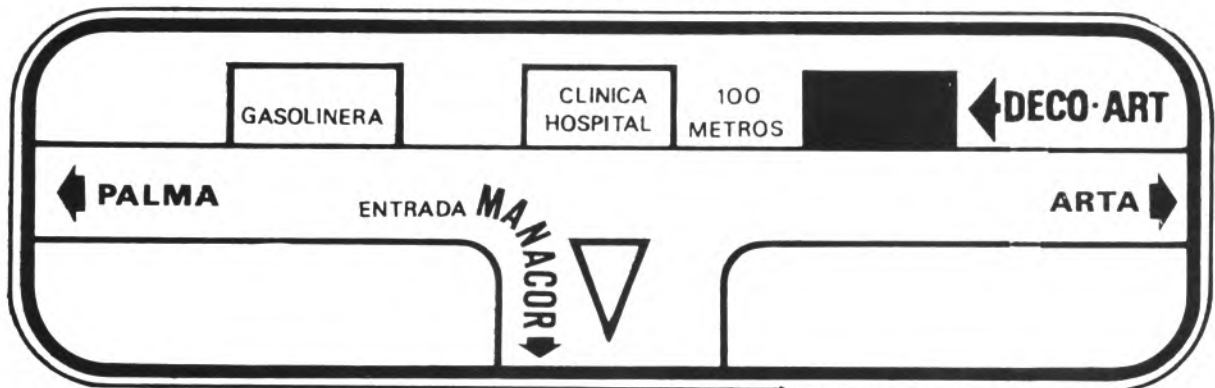 GASOLINERA
CLINICA
HOSPITAL
100
METROS
DECO·ART
PALMA
ENTRADA MANACOR
ARTA